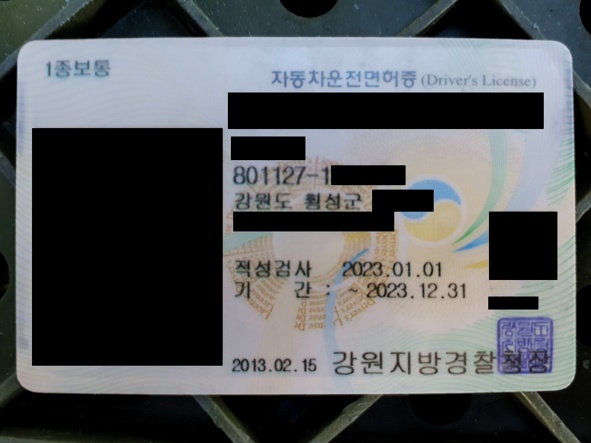 1종보통
자동차운전면허증 (Driver's License)
801127-1
강원도 횡성군
적성검사 2023.01.01
기 간 : ~ 2023.12.31
2013.02.15 강원지방경찰청장